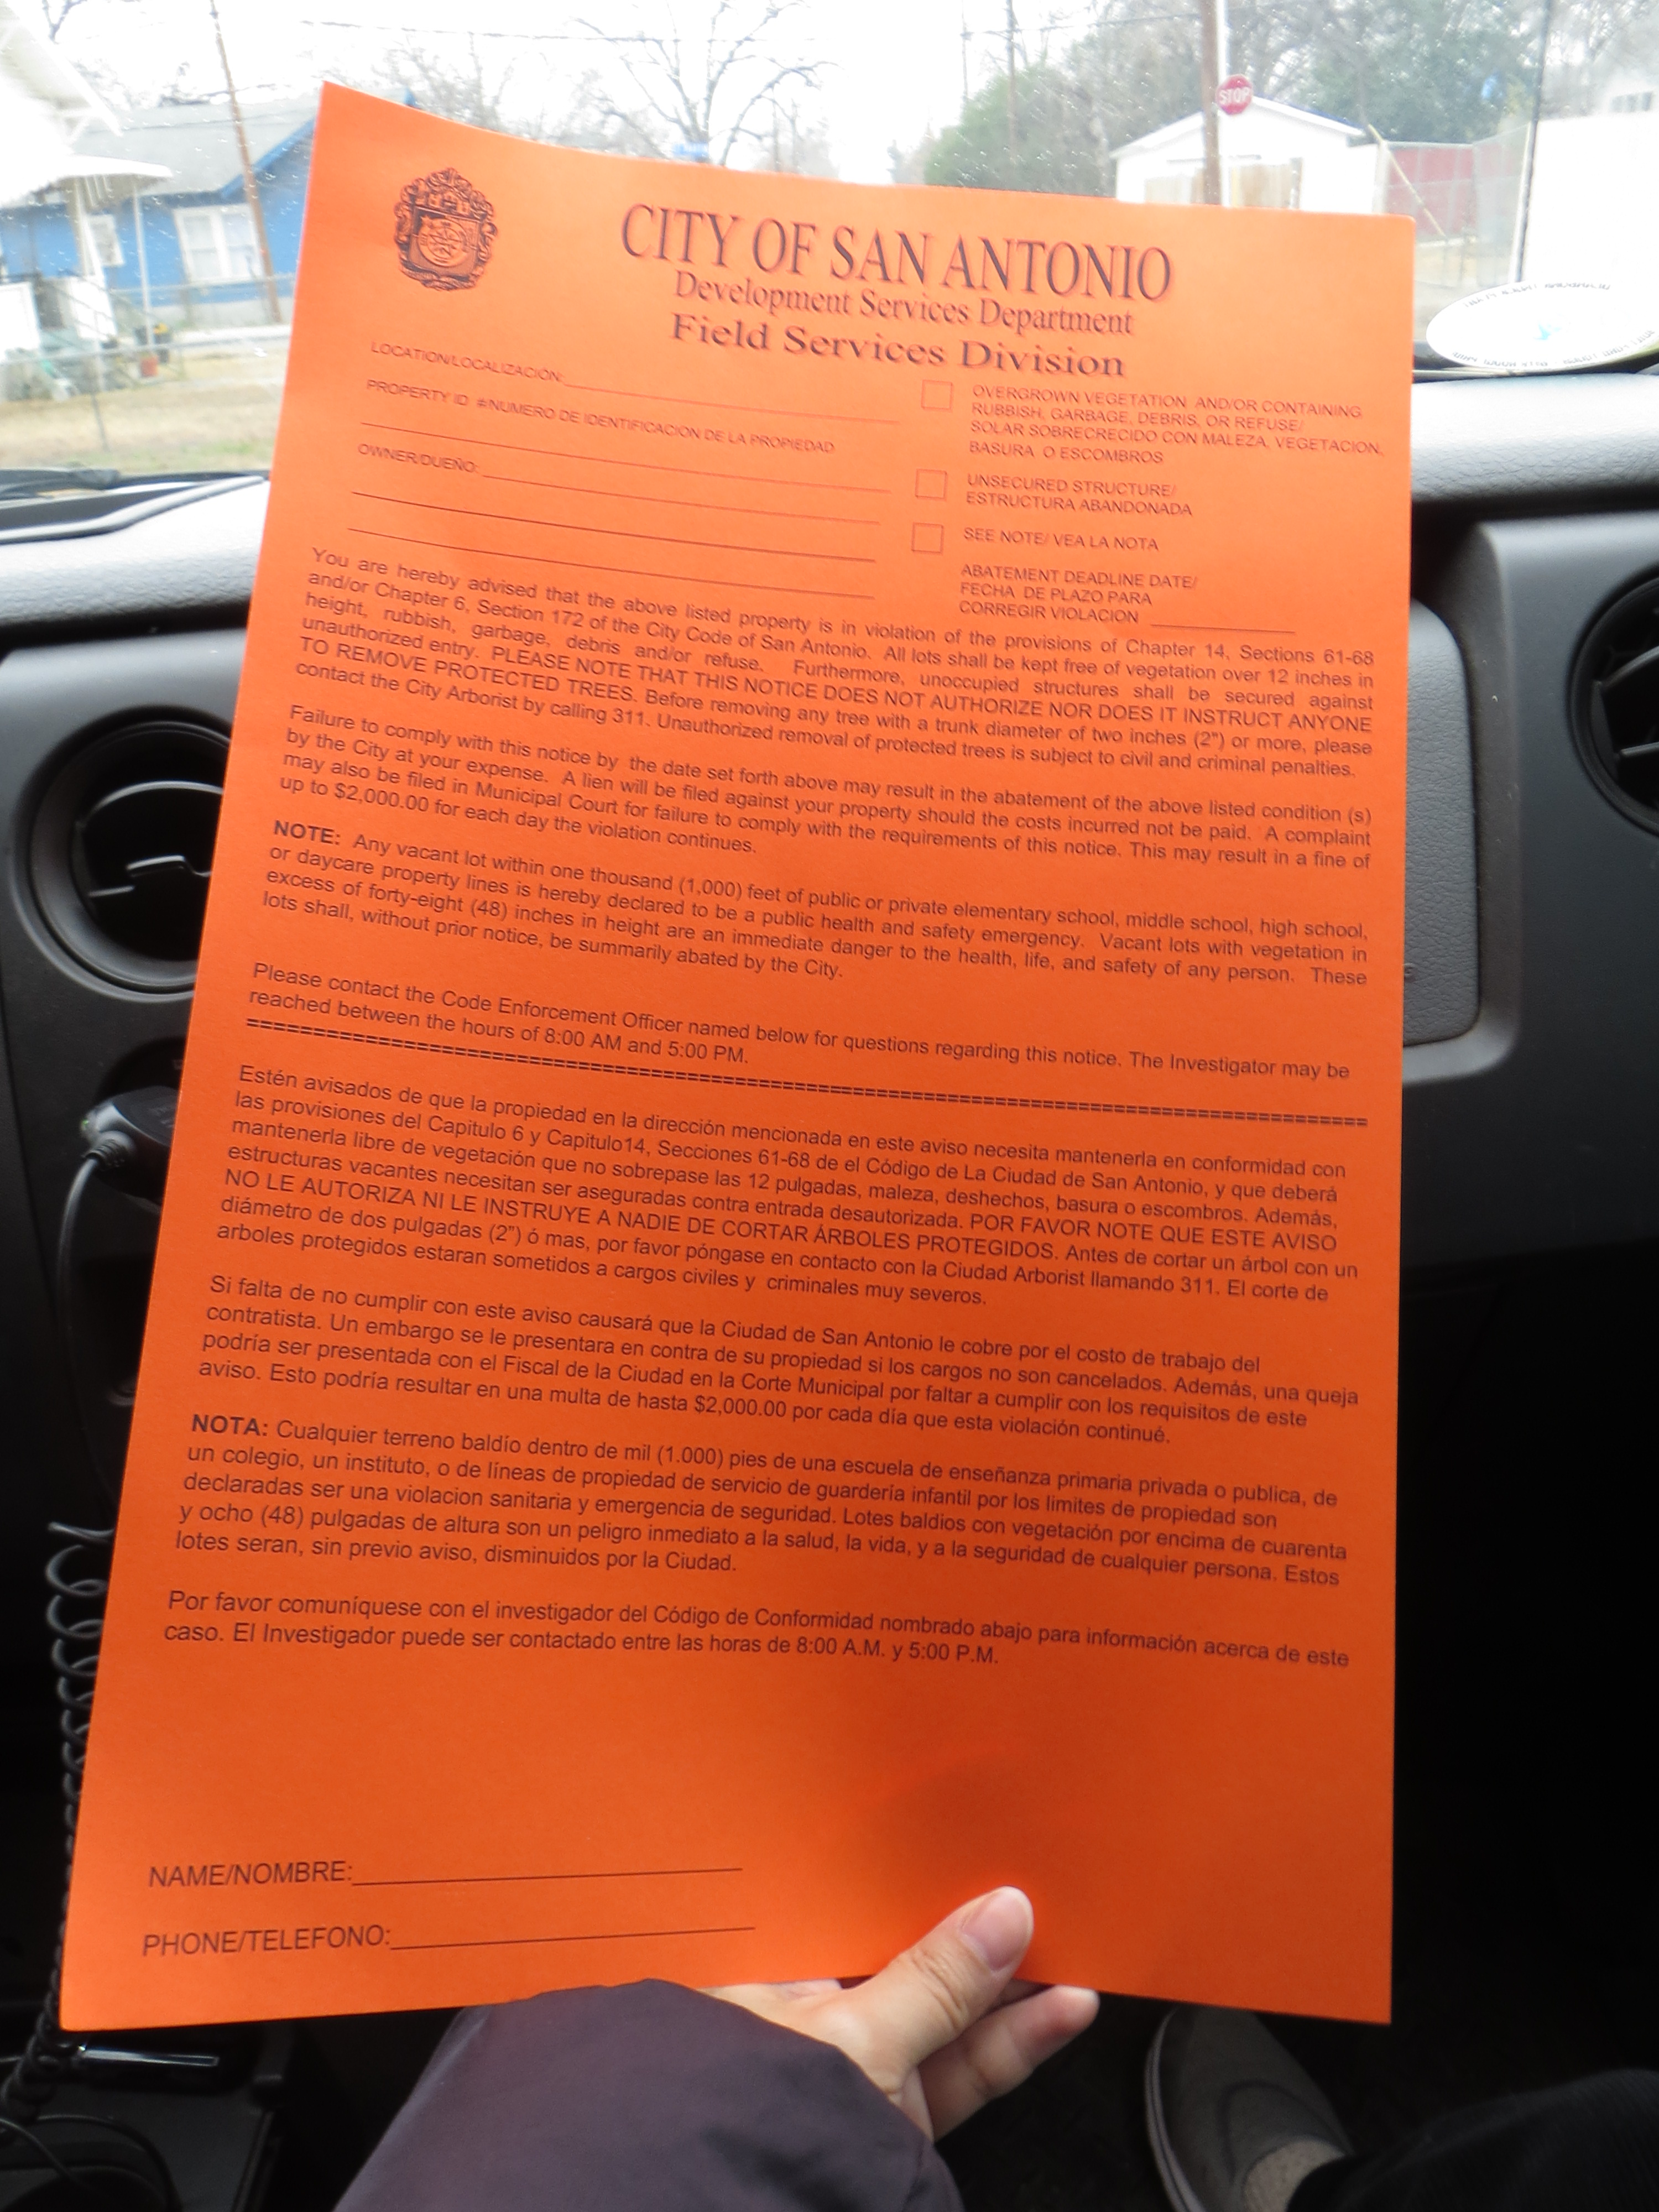 STOP
CITY OF SAN ANTONIO
Development Services Department
Field Services Division
LOCATION/LOCALIZACIÓN:
PROPERTY ID #/NUMERO DE IDENTIFICACION DE LA PROPIEDAD
OWNER/DUEÑO:
OVERGROWN VEGETATION AND/OR CONTAINING
RUBBISH, GARBAGE, DEBRIS, OR REFUSE/
SOLAR SOBRECRECIDO CON MALEZA, VEGETACION,
BASURA O ESCOMBROS
UNSECURED STRUCTURE/
ESTRUCTURA ABANDONADA
SEE NOTE/ VEA LA NOTA
ABATEMENT DEADLINE DATE/
FECHA DE PLAZO PARA
CORREGIR VIOLACION
You are hereby advised that the above listed property is in violation of the provisions of Chapter 14, Sections 61-68
and/or Chapter 6, Section 172 of the City Code of San Antonio. All lots shall be kept free of vegetation over 12 inches in
height, rubbish, garbage, debris and/or refuse. Furthermore, unoccupied structures shall be secured against
unauthorized entry. PLEASE NOTE THAT THIS NOTICE DOES NOT AUTHORIZE NOR DOES IT INSTRUCT ANYONE
TO REMOVE PROTECTED TREES. Before removing any tree with a trunk diameter of two inches (2") or more, please
contact the City Arborist by calling 311. Unauthorized removal of protected trees is subject to civil and criminal penalties.
Failure to comply with this notice by the date set forth above may result in the abatement of the above listed condition (s)
by the City at your expense. A lien will be filed against your property should the costs incurred not be paid. A complaint
may also be filed in Municipal Court for failure to comply with the requirements of this notice. This may result in a fine of
up to $2,000.00 for each day the violation continues.
NOTE: Any vacant lot within one thousand (1,000) feet of public or private elementary school, middle school, high school,
or daycare property lines is hereby declared to be a public health and safety emergency. Vacant lots with vegetation in
excess of forty-eight (48) inches in height are an immediate danger to the health, life, and safety of any person. These
lots shall, without prior notice, be summarily abated by the City.
Please contact the Code Enforcement Officer named below for questions regarding this notice. The Investigator may be
reached between the hours of 8:00 AM and 5:00 PM.
Estén avisados de que la propiedad en la dirección mencionada en este aviso necesita mantenerla en conformidad con
las provisiones del Capitulo 6 y Capitulo14, Secciones 61-68 de el Código de La Ciudad de San Antonio, y que deberá
mantenerla libre de vegetación que no sobrepase las 12 pulgadas, maleza, deshechos, basura o escombros. Además,
estructuras vacantes necesitan ser aseguradas contra entrada desautorizada. POR FAVOR NOTE QUE ESTE AVISO
NO LE AUTORIZA NI LE INSTRUYE A NADIE DE CORTAR ÁRBOLES PROTEGIDOS. Antes de cortar un árbol con un
diámetro de dos pulgadas (2") ó mas, por favor póngase en contacto con la Ciudad Arborist llamando 311. El corte de
arboles protegidos estaran sometidos a cargos civiles y criminales muy severos.
Si falta de no cumplir con este aviso causará que la Ciudad de San Antonio le cobre por el costo de trabajo del
contratista. Un embargo se le presentara en contra de su propiedad si los cargos no son cancelados. Además, una queja
podría ser presentada con el Fiscal de la Ciudad en la Corte Municipal por faltar a cumplir con los requisitos de este
aviso. Esto podría resultar en una multa de hasta $2,000.00 por cada día que esta violación continué.
NOTA: Cualquier terreno baldío dentro de mil (1.000) pies de una escuela de enseñanza primaria privada o publica, de
un colegio, un instituto, o de líneas de propiedad de servicio de guardería infantil por los limites de propiedad son
declaradas ser una violacion sanitaria y emergencia de seguridad. Lotes baldios con vegetación por encima de cuarenta
y ocho (48) pulgadas de altura son un peligro inmediato a la salud, la vida, y a la seguridad de cualquier persona. Estos
lotes seran, sin previo aviso, disminuidos por la Ciudad.
Por favor comuníquese con el investigador del Código de Conformidad nombrado abajo para información acerca de este
caso. El Investigador puede ser contactado entre las horas de 8:00 A.M. y 5:00 P.M.
NAME/NOMBRE:
PHONE/TELEFONO: